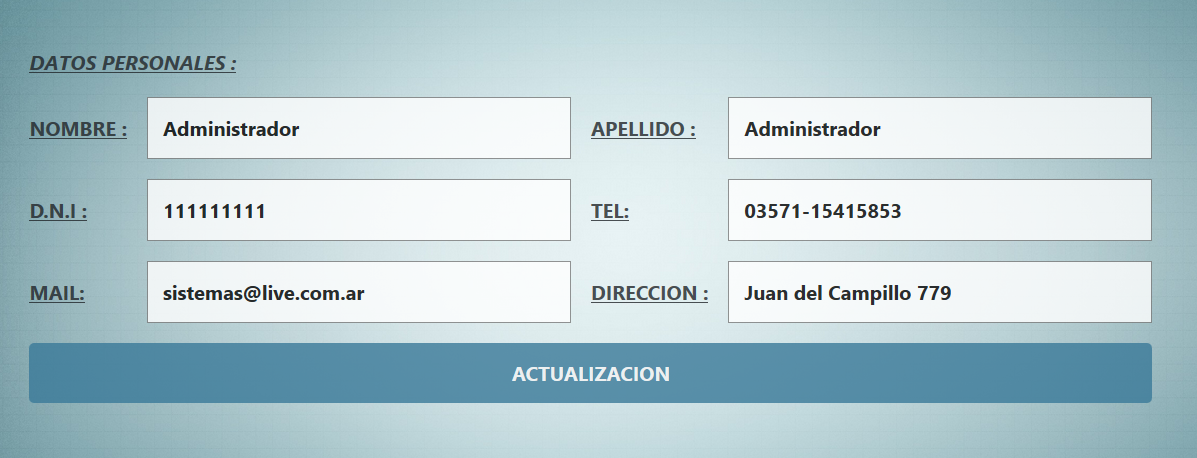 DATOS PERSONALES :
NOMBRE : Administrador APELLIDO : Administrador
D.N.I : 111111111 TEL: 03571-15415853
MAIL: sistemas@live.com.ar DIRECCION : Juan del Campillo 779
ACTUALIZACION